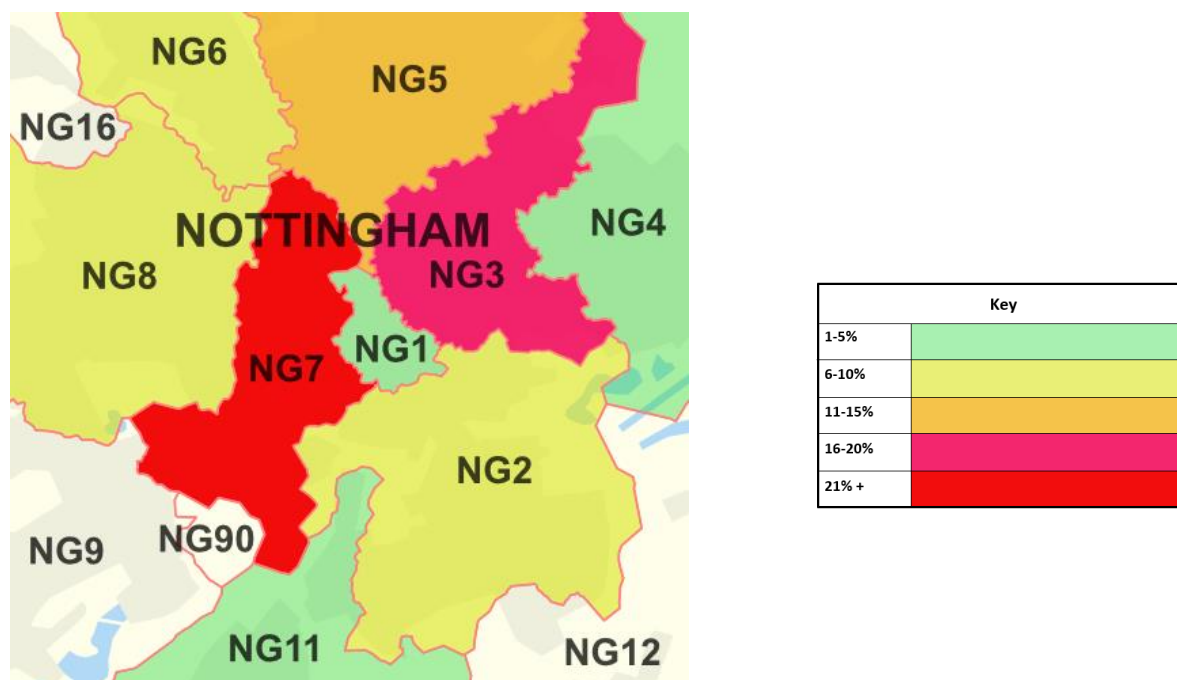 NG6
NG5
NG16
NG4
NOTTINGHAM
NG8
NG3
NG1
NG7
NG2
NG9
NG90
NG11
NG12
Key
1-5%
6-10%
11-15%
16-20%
21% +